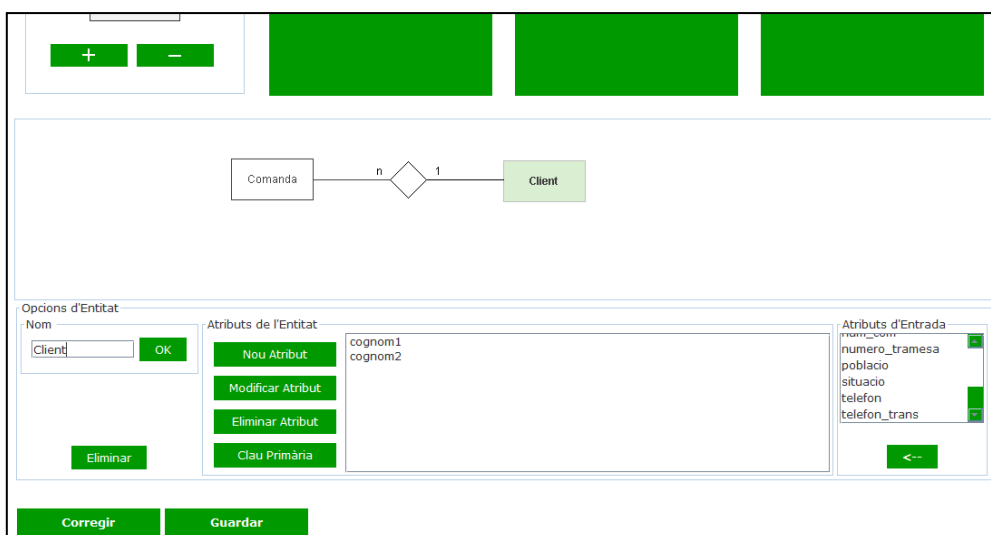 + –
n 1
Comanda Client
Opcions d'Entitat
Nom
Client OK
Eliminar
Atributs de l'Entitat
Nou Atribut
Modificar Atribut
Eliminar Atribut
Clau Primària
cognom1
cognom2
Atributs d'Entrada
num_com
numero_tramesa
poblacio
situacio
telefon
telefon_trans
<--
Corregir Guardar